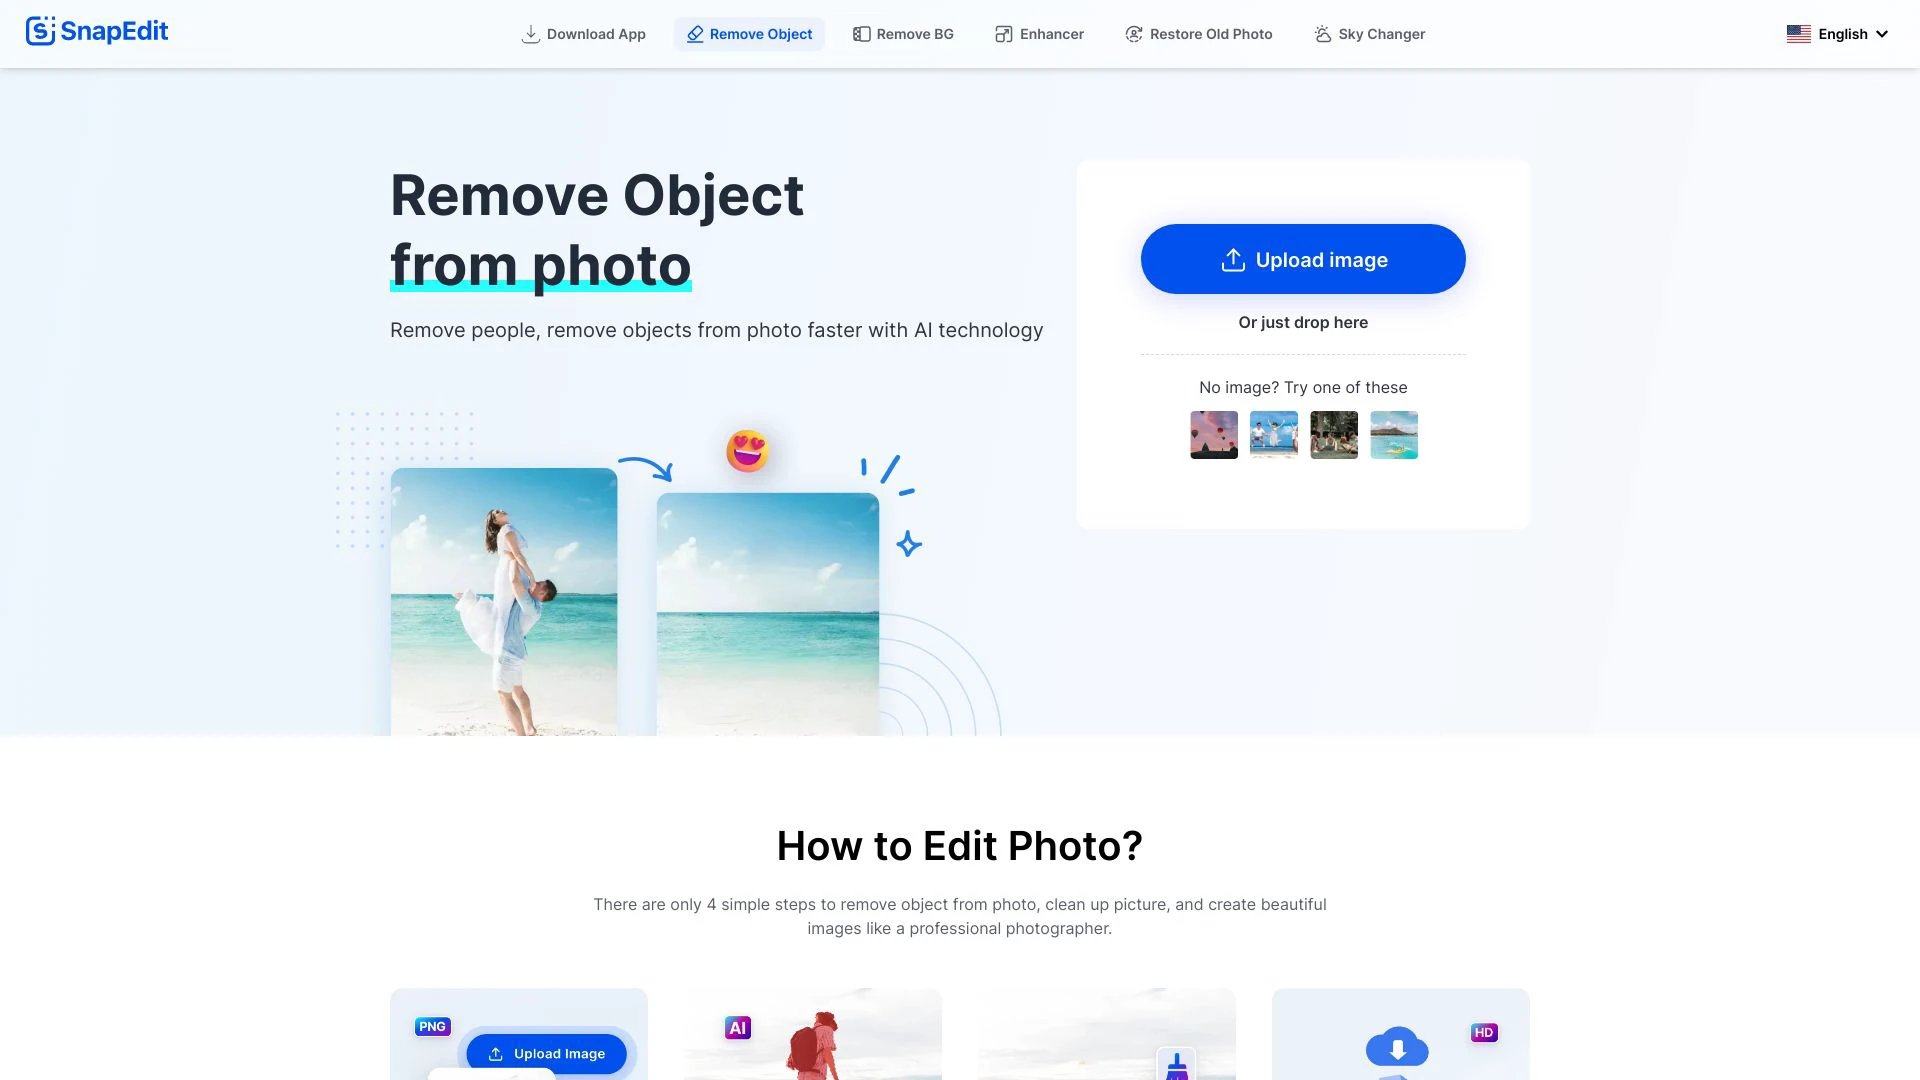 SnapEdit
Download App
Remove Object
Remove BG
Enhancer
Restore Old Photo
Sky Changer
English
Remove Object
from photo
Remove people, remove objects from photo faster with AI technology
Upload image
Or just drop here
No image? Try one of these
How to Edit Photo?
There are only 4 simple steps to remove object from photo, clean up picture, and create beautiful
images like a professional photographer.
PNG
Upload Image
AI
HD